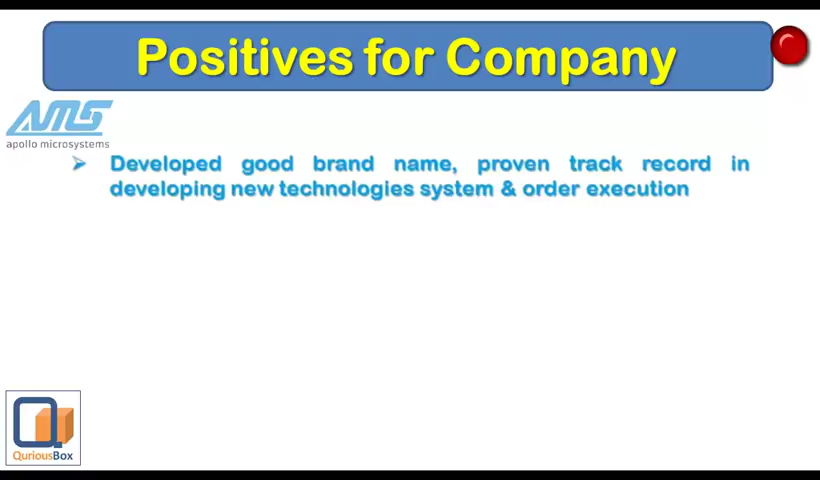 Positives for Company
AMS
apollo microsystems
Developed good brand name, proven track record in
developing new technologies system & order execution
QuriousBox